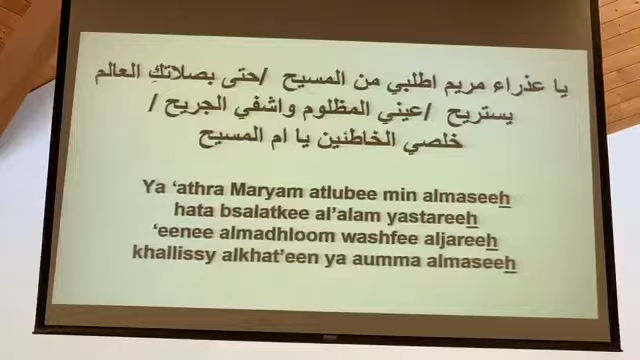 يا عذراء مريم اطلبي من المسيح /حتى بصلاتكِ العالم
يستريح /عيني المظلوم واشفي الجريح /
خلصي الخاطئين يا ام المسيح
Ya ‘athra Maryam atlubee min almaseeh
hata bsalatkee al’alam yastareeh
‘eenee almadhloom washfee aljareeh
khallissy alkhat’een ya aumma almaseeh